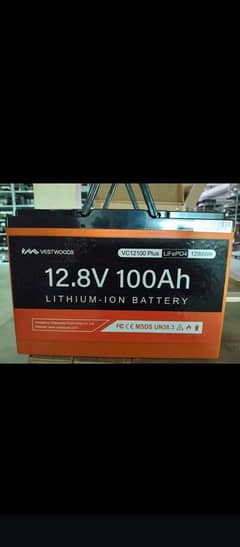 VESTWOODS
VC12100 Plus LiFePO4 1280Wh
12.8V 100Ah
LITHIUM-ION BATTERY
FC CE MSDS UN38.3